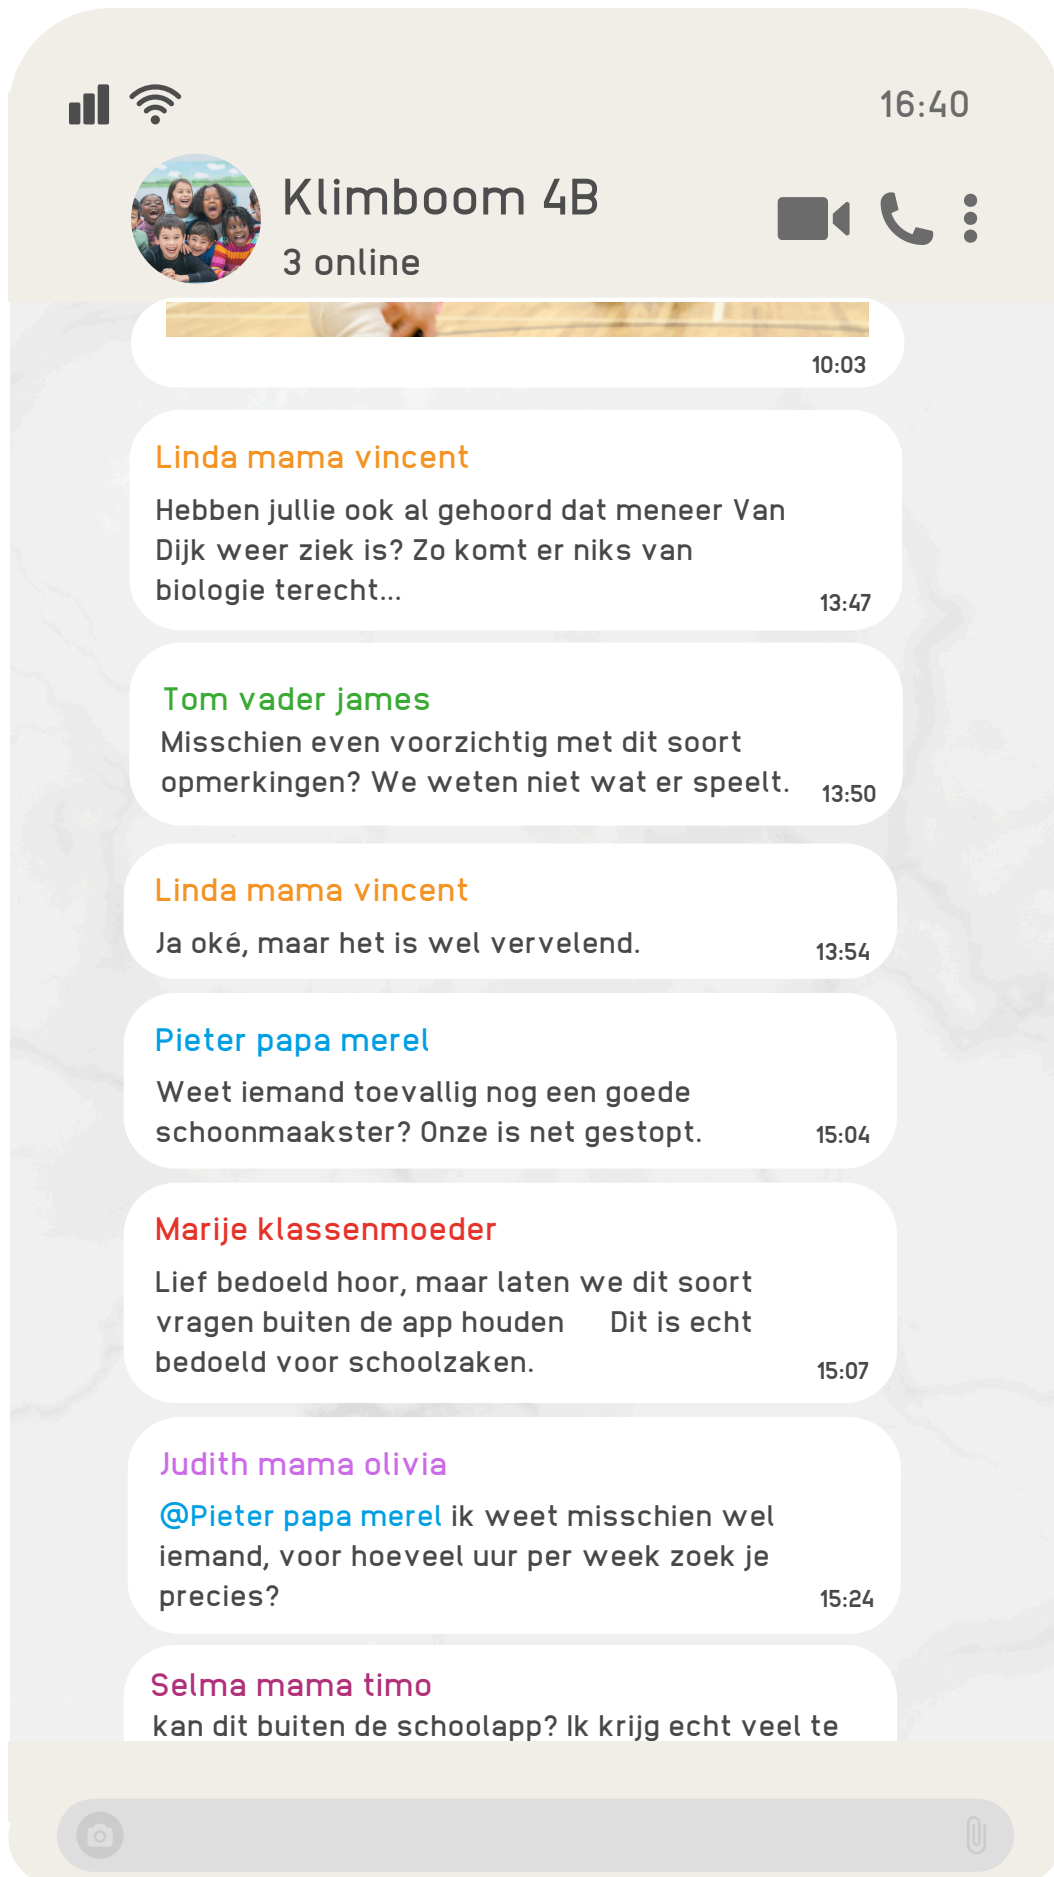 16:40
Klimboom 4B
3 online
10:03
Linda mama vincent
Hebben jullie ook al gehoord dat meneer Van
Dijk weer ziek is? Zo komt er niks van
biologie terecht...
13:47
Tom vader james
Misschien even voorzichtig met dit soort
opmerkingen? We weten niet wat er speelt.
13:50
Linda mama vincent
Ja oké, maar het is wel vervelend.
13:54
Pieter papa merel
Weet iemand toevallig nog een goede
schoonmaakster? Onze is net gestopt.
15:04
Marije klassenmoeder
Lief bedoeld hoor, maar laten we dit soort
vragen buiten de app houden Dit is echt
bedoeld voor schoolzaken.
15:07
Judith mama olivia
@Pieter papa merel ik weet misschien wel
iemand, voor hoeveel uur per week zoek je
precies?
15:24
Selma mama timo
kan dit buiten de schoolapp? Ik krijg echt veel te